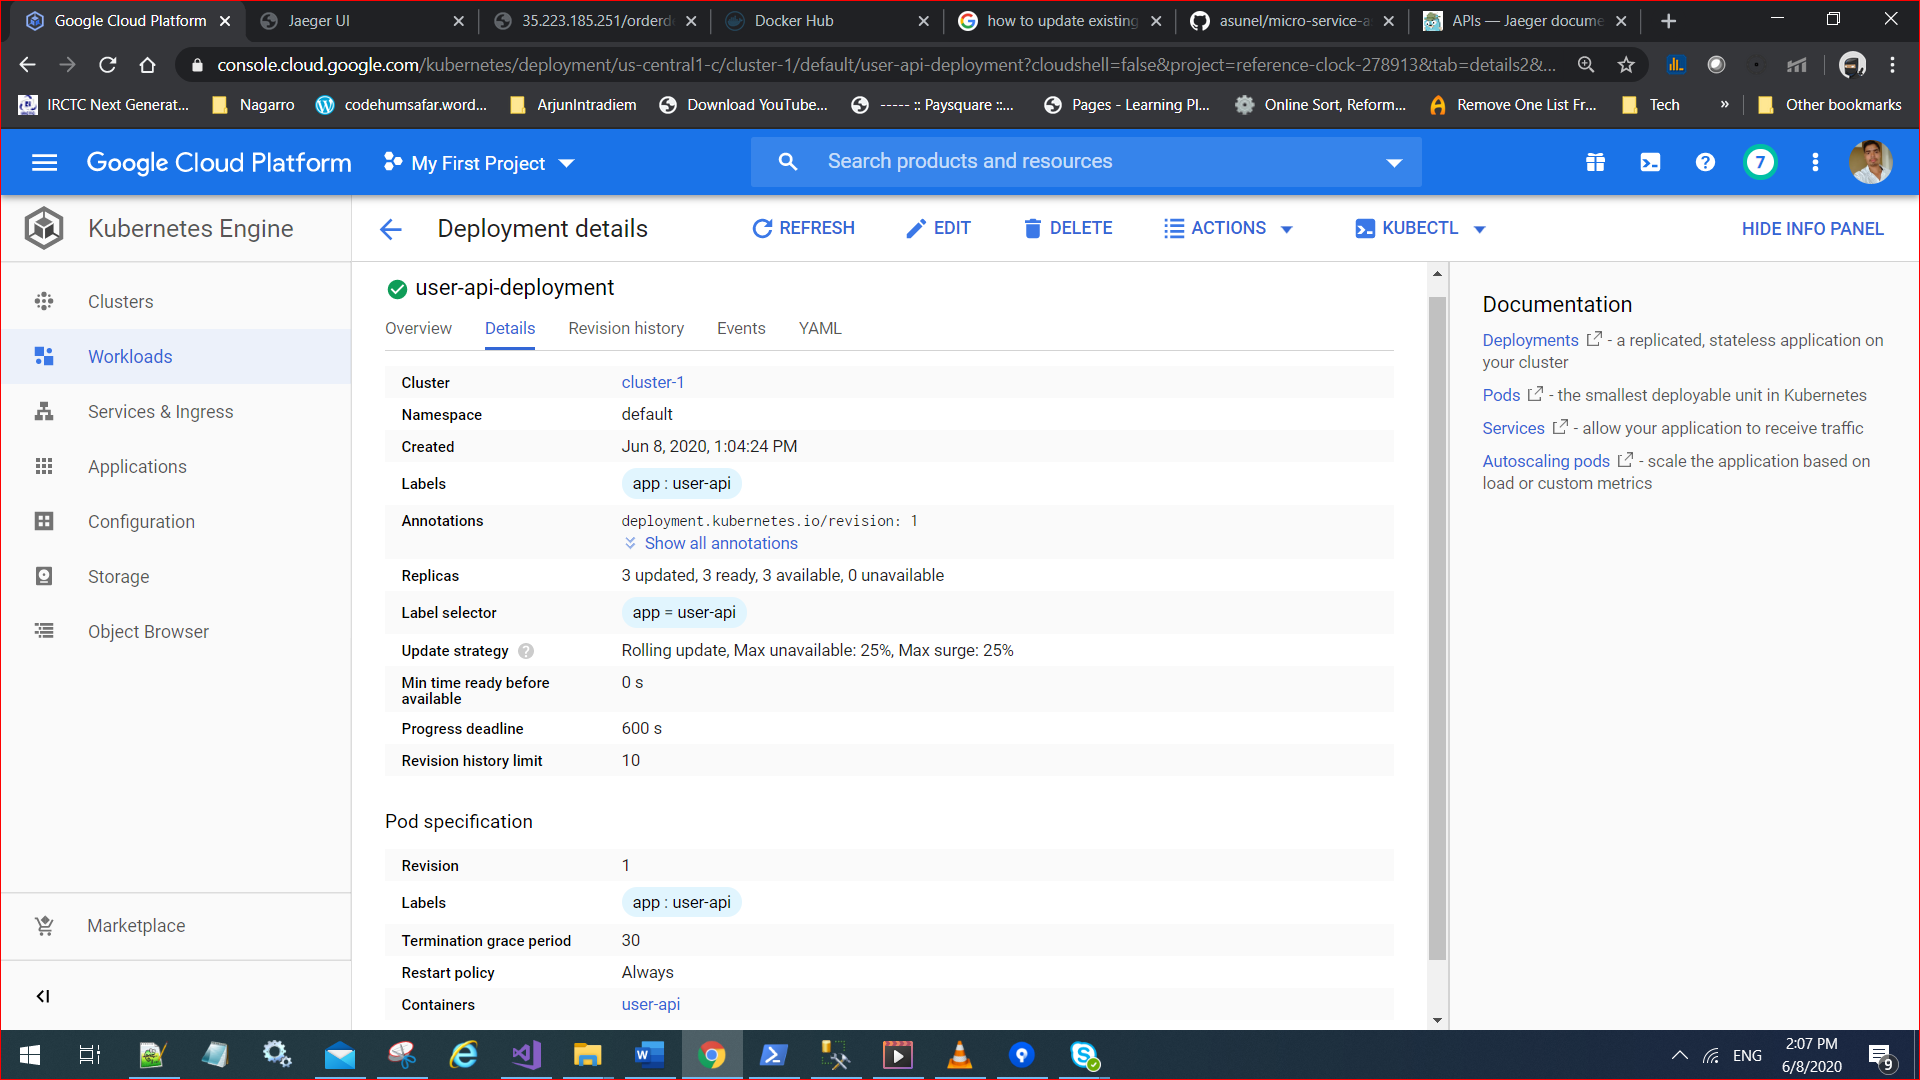 Google Cloud Platform
Jaeger UI
35.223.185.251/orderde
Docker Hub
how to update existing
asunel/micro-service-a
APIs — Jaeger docume
console.cloud.google.com/kubernetes/deployment/us-central1-c/cluster-1/default/user-api-deployment?cloudshell=false&project=reference-clock-278913&tab=details2&...
IRCTC Next Generat...
Nagarro
codehumsafar.word...
ArjunIntradiem
Download YouTube...
----- :: Paysquare ::...
Pages - Learning Pl...
Online Sort, Reform...
Remove One List Fr...
Tech
»
Other bookmarks
Google Cloud Platform
My First Project
Search products and resources
7
Kubernetes Engine
Deployment details
REFRESH
EDIT
DELETE
ACTIONS
KUBECTL
HIDE INFO PANEL
Clusters
Workloads
Services & Ingress
Applications
Configuration
Storage
Object Browser
Marketplace
user-api-deployment
Overview
Details
Revision history
Events
YAML
Cluster cluster-1
Namespace default
Created Jun 8, 2020, 1:04:24 PM
Labels app : user-api
Annotations deployment.kubernetes.io/revision: 1
Show all annotations
Replicas 3 updated, 3 ready, 3 available, 0 unavailable
Label selector app = user-api
Update strategy ? Rolling update, Max unavailable: 25%, Max surge: 25%
Min time ready before 0 s
available
Progress deadline 600 s
Revision history limit 10
Pod specification
Revision 1
Labels app : user-api
Termination grace period 30
Restart policy Always
Containers user-api
Documentation
Deployments - a replicated, stateless application on
your cluster
Pods - the smallest deployable unit in Kubernetes
Services - allow your application to receive traffic
Autoscaling pods - scale the application based on
load or custom metrics
ENG
2:07 PM
6/8/2020
9